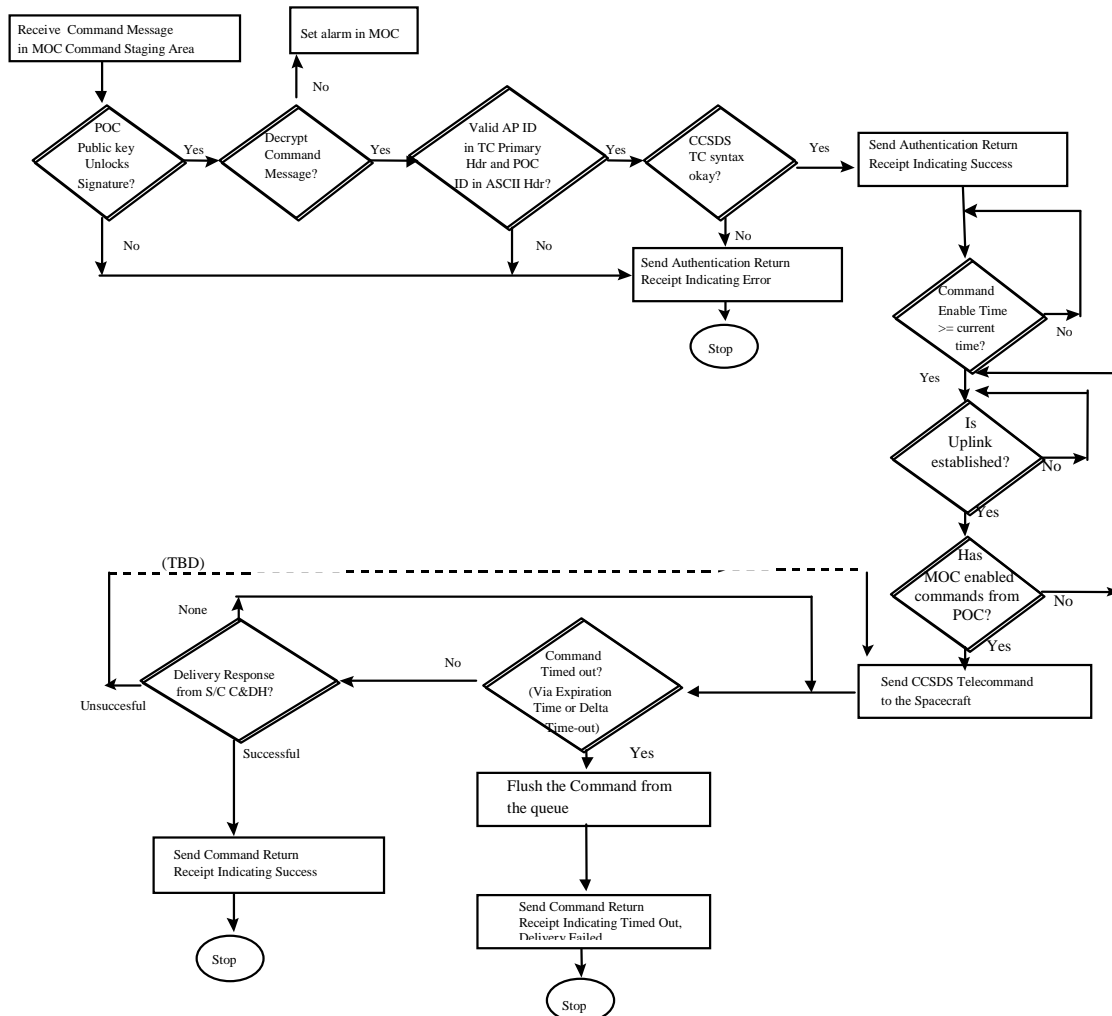 Receive Command Message
in MOC Command Staging Area
Set alarm in MOC
No
POC
Public key
Unlocks
Signature?
Yes
Decrypt
Command
Message?
Yes
Valid AP ID
in TC Primary
Hdr and POC
ID in ASCII Hdr?
Yes
CCSDS
TC syntax
okay?
Yes
Send Authentication Return
Receipt Indicating Success
No
No
No
Send Authentication Return
Receipt Indicating Error
Stop
Command
Enable Time
>= current
time?
No
Yes
Is
Uplink
established?
No
Yes
Has
MOC enabled
commands from
POC?
No
Yes
(TBD)
None
Delivery Response
from S/C C&DH?
Unsuccesful
Successful
No
Command
Timed out?
(Via Expiration
Time or Delta
Time-out)
Yes
Send CCSDS Telecommand
to the Spacecraft
Flush the Command from
the queue
Send Command Return
Receipt Indicating Success
Stop
Send Command Return
Receipt Indicating Timed Out,
Delivery Failed
Stop